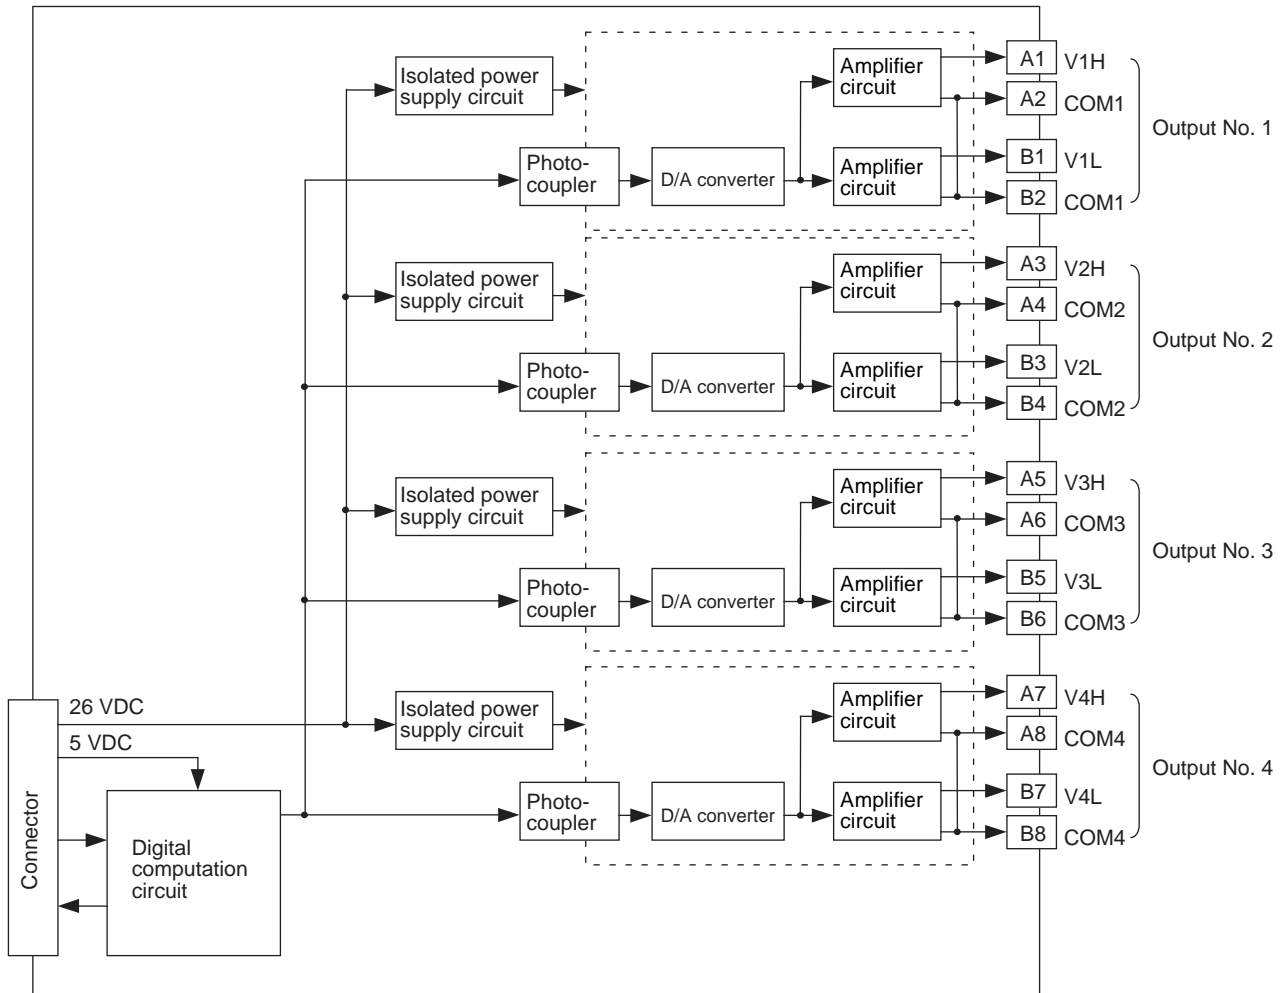 A1 V1H
Isolated power
supply circuit
Amplifier
circuit
A2 COM1
Output No. 1
Photo-
coupler
D/A converter
Amplifier
circuit
B1 V1L
B2 COM1
A3 V2H
Isolated power
supply circuit
Amplifier
circuit
A4 COM2
Output No. 2
Photo-
coupler
D/A converter
Amplifier
circuit
B3 V2L
B4 COM2
A5 V3H
Isolated power
supply circuit
Amplifier
circuit
A6 COM3
Output No. 3
Photo-
coupler
D/A converter
Amplifier
circuit
B5 V3L
B6 COM3
A7 V4H
Isolated power
supply circuit
Amplifier
circuit
26 VDC
A8 COM4
5 VDC
Output No. 4
Photo-
coupler
D/A converter
Amplifier
circuit
B7 V4L
B8 COM4
Connector
Digital
computation
circuit